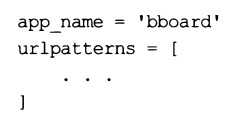 app_name = 'bboard'
urlpatterns = [
    . . .
]